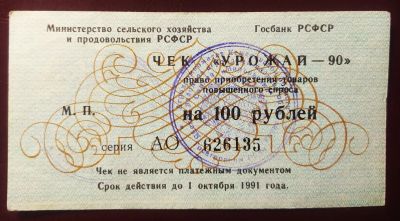 Министерство сельского хозяйства
и продовольствия РСФСР
Госбанк РСФСР
ЧЕК «УРОЖАЙ—90»
право приобретения товаров
повышенного спроса
М. П.
на 100 рублей
серия АО 626135
Чек не является платежным документом
Срок действия до 1 октября 1991 года.